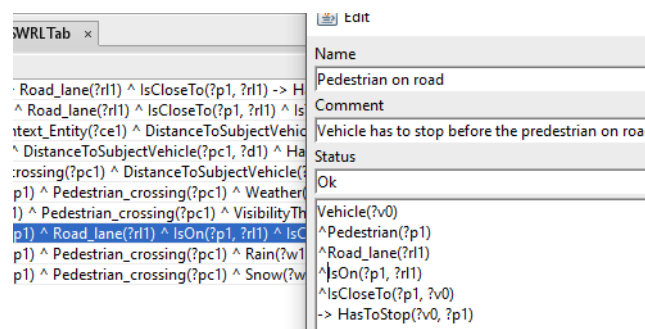 SWRLTab ×
Road_lane(?rl1) ^ IsCloseTo(?p1, ?rl1) -> H
^ Road_lane(?rl1) ^ IsCloseTo(?p1, ?rl1) ^ Is
ntext_Entity(?ce1) ^ DistanceToSubjectVehic
^ DistanceToSubjectVehicle(?pc1, ?d1) ^ Ha
crossing(?pc1) ^ DistanceToSubjectVehicle(?
p1) ^ Pedestrian_crossing(?pc1) ^ Weather(
1) ^ Pedestrian_crossing(?pc1) ^ VisibilityTh
p1) ^ Road_lane(?rl1) ^ IsOn(?p1, ?rl1) ^ IsC
p1) ^ Pedestrian_crossing(?pc1) ^ Rain(?w1
p1) ^ Pedestrian_crossing(?pc1) ^ Snow(?w
Edit
Name
Pedestrian on road
Comment
Vehicle has to stop before the predestrian on roa
Status
Ok
Vehicle(?v0)
^Pedestrian(?p1)
^Road_lane(?rl1)
^IsOn(?p1, ?rl1)
^IsCloseTo(?p1, ?v0)
-> HasToStop(?v0, ?p1)